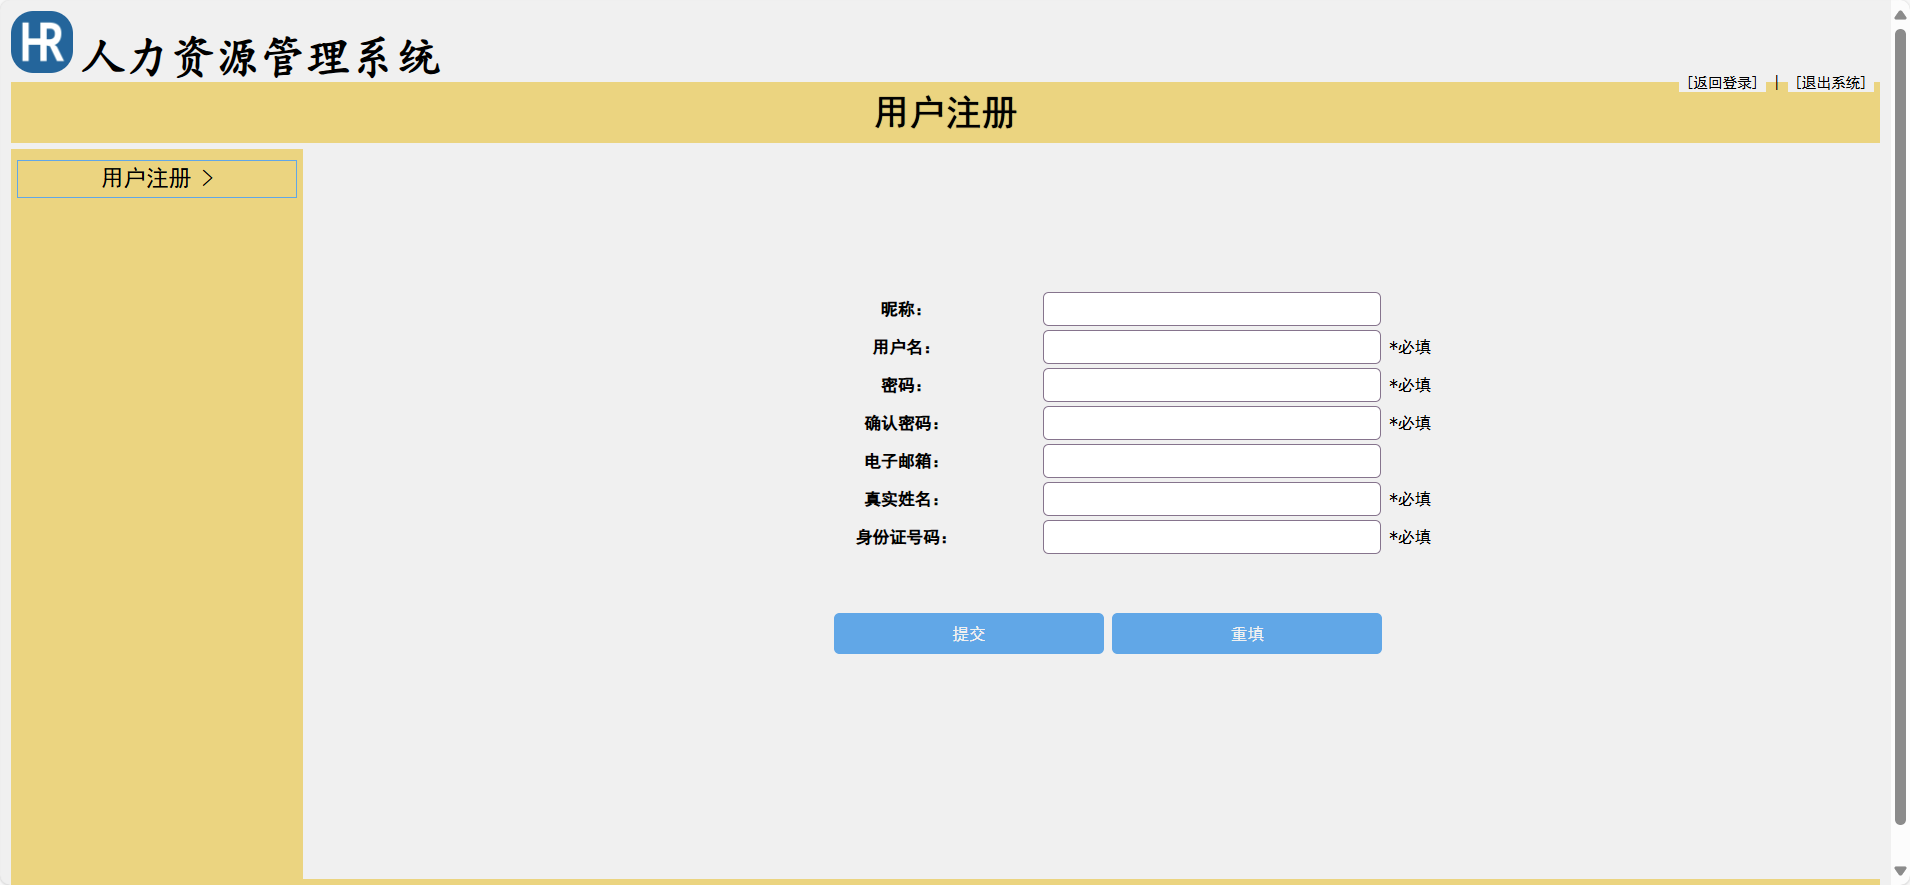 HR 人力资源管理系统
[返回登录] | [退出系统]
用户注册
用户注册 >
昵称：
用户名： *必填
密码： *必填
确认密码： *必填
电子邮箱：
真实姓名： *必填
身份证号码： *必填
提交 重填